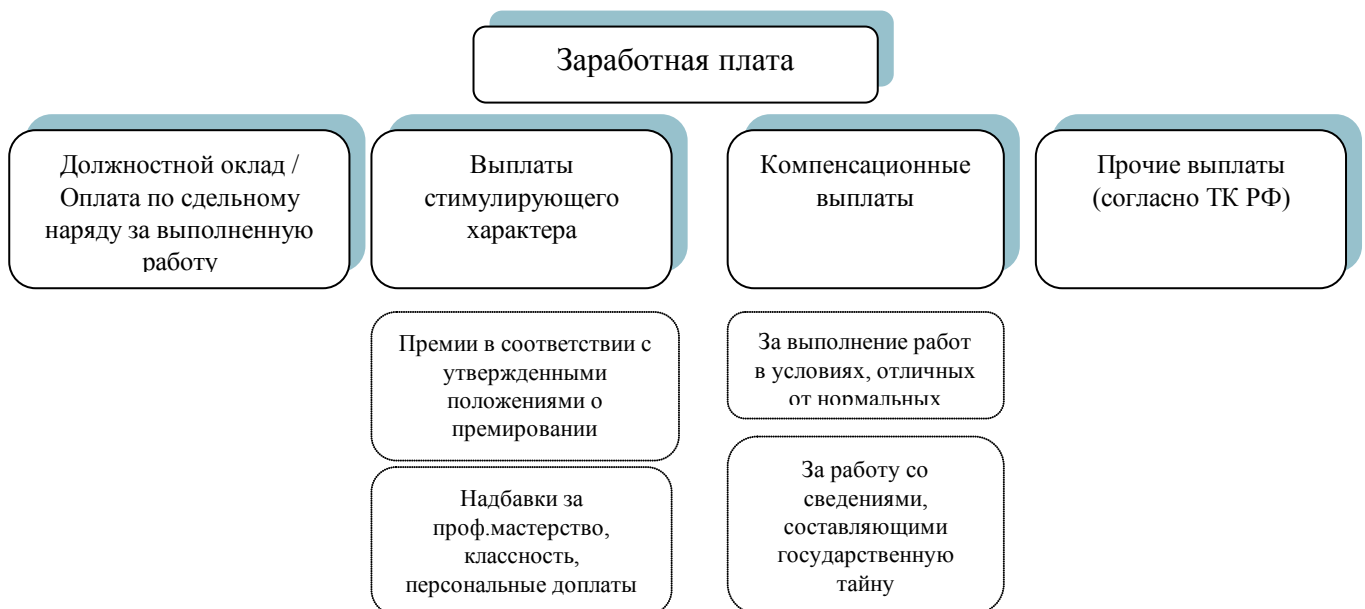 Заработная плата
Должностной оклад /
Оплата по сдельному
наряду за выполненную
работу
Выплаты
стимулирующего
характера
Компенсационные
выплаты
Прочие выплаты
(согласно ТК РФ)
Премии в соответствии с
утвержденными
положениями о
премировании
За выполнение работ
в условиях, отличных
от нормальных
Надбавки за
проф.мастерство,
классность,
персональные доплаты
За работу со
сведениями,
составляющими
государственную
тайну